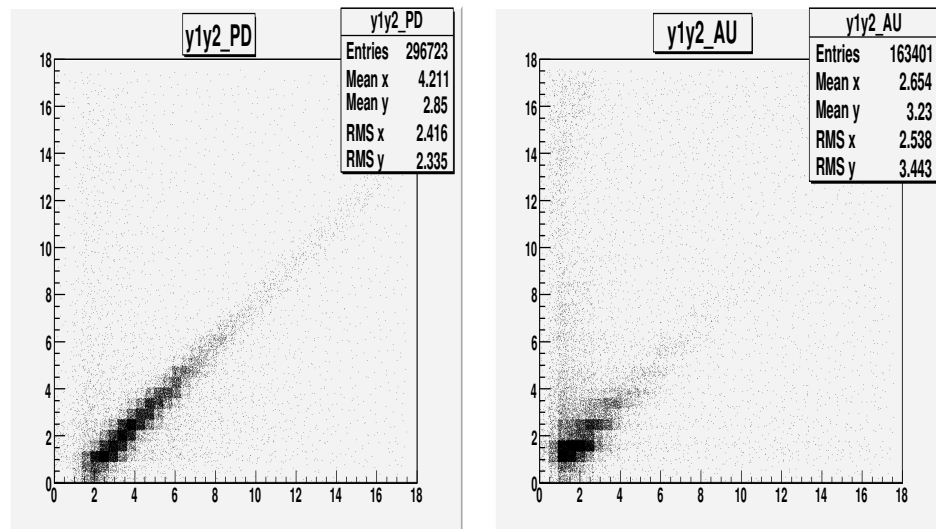 y1y2_PD
y1y2_PD
Entries 296723
Mean x 4.211
Mean y 2.85
RMS x 2.416
RMS y 2.335
18
16
14
12
10
8
6
4
2
0
0 2 4 6 8 10 12 14 16 18
y1y2_AU
y1y2_AU
Entries 163401
Mean x 2.654
Mean y 3.23
RMS x 2.538
RMS y 3.443
18
16
14
12
10
8
6
4
2
0
0 2 4 6 8 10 12 14 16 18